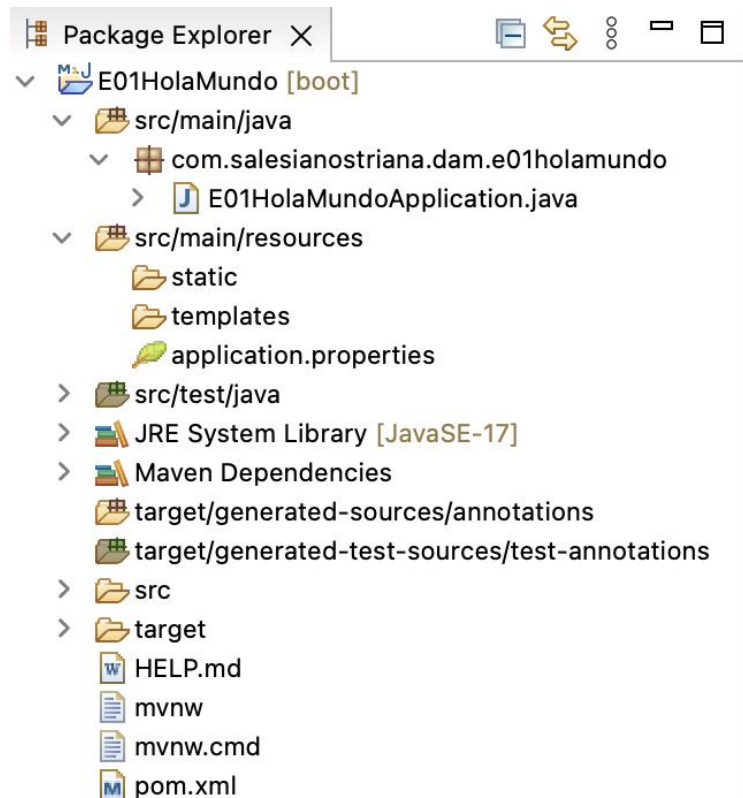 Package Explorer
E01HolaMundo [boot]
src/main/java
com.salesianostriana.dam.e01holamundo
E01HolaMundoApplication.java
src/main/resources
static
templates
application.properties
src/test/java
JRE System Library [JavaSE-17]
Maven Dependencies
target/generated-sources/annotations
target/generated-test-sources/test-annotations
src
target
HELP.md
mvnw
mvnw.cmd
pom.xml